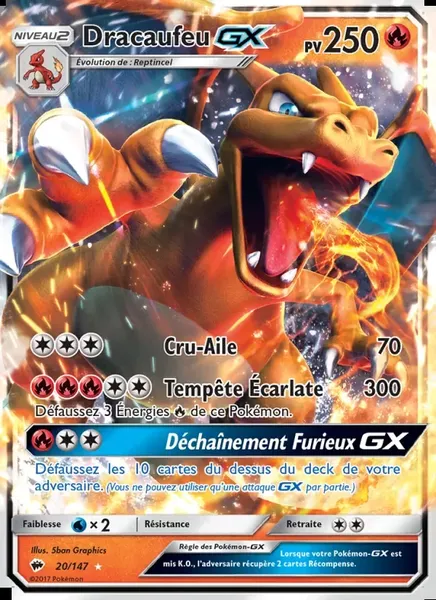 NIVEAU2 Dracaufeu GX PV250
Évolution de : Reptincel
Cru-Aile 70
Tempête Écarlate 300
Défaussez 3 Énergies de ce Pokémon.
Déchaînement Furieux GX
Défaussez les 10 cartes du dessus du deck de votre
adversaire. (Vous ne pouvez utiliser qu'une attaque GX par partie.)
Faiblesse ×2 Résistance Retraite
Illus. 5ban Graphics
20/147
©2017 Pokémon
Règle des Pokémon-GX
Lorsque votre Pokémon-GX est
mis K.O., l'adversaire récupère 2 cartes Récompense.